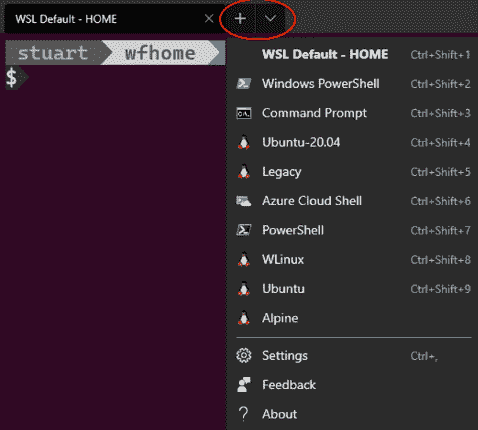 WSL Default - HOME
stuart wfhome
$
WSL Default - HOME Ctrl+Shift+1
Windows PowerShell Ctrl+Shift+2
Command Prompt Ctrl+Shift+3
Ubuntu-20.04 Ctrl+Shift+4
Legacy Ctrl+Shift+5
Azure Cloud Shell Ctrl+Shift+6
PowerShell Ctrl+Shift+7
WLinux Ctrl+Shift+8
Ubuntu Ctrl+Shift+9
Alpine
Settings Ctrl+,
Feedback
About